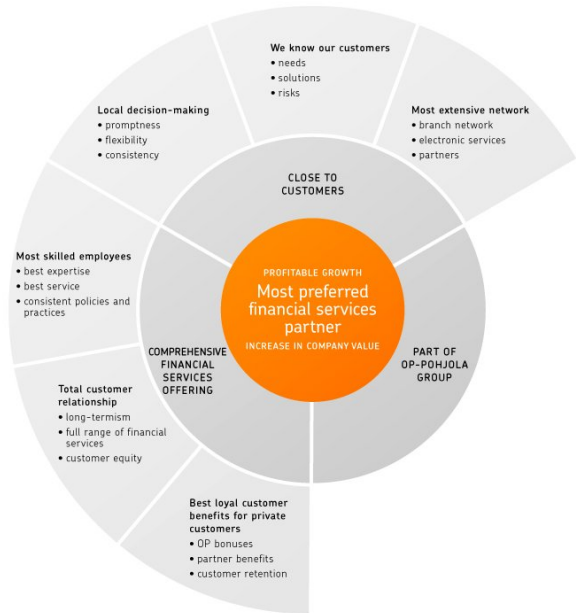 We know our customers
• needs
• solutions
• risks
Local decision-making
• promptness
• flexibility
• consistency
Most extensive network
• branch network
• electronic services
• partners
CLOSE TO
CUSTOMERS
Most skilled employees
• best expertise
• best service
• consistent policies and
practices
PROFITABLE GROWTH
Most preferred
financial services
partner
INCREASE IN COMPANY VALUE
COMPREHENSIVE
FINANCIAL
SERVICES
OFFERING
PART OF
OP-POHJOLA
GROUP
Total customer
relationship
• long-termism
• full range of financial
services
• customer equity
Best loyal customer
benefits for private
customers
• OP bonuses
• partner benefits
• customer retention